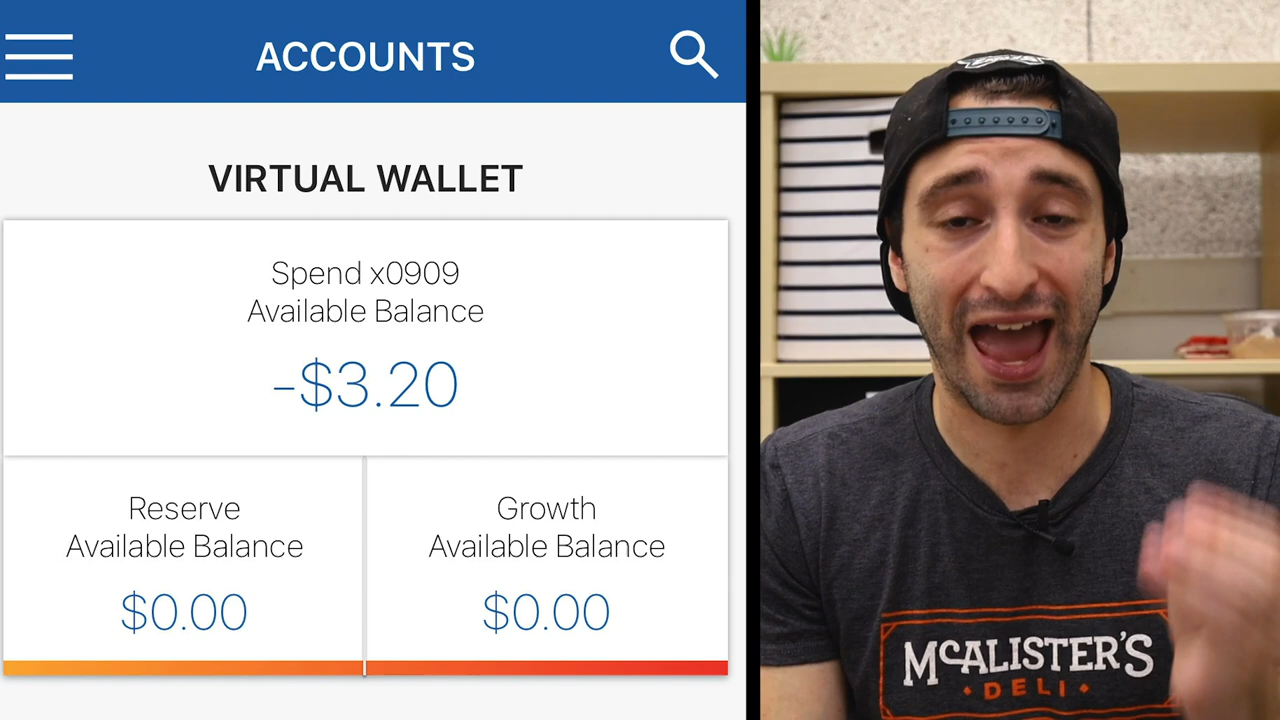 ACCOUNTS
VIRTUAL WALLET
Spend x0909
Available Balance
-$3.20
Reserve
Available Balance
$0.00
Growth
Available Balance
$0.00
McALISTER'S
DELI